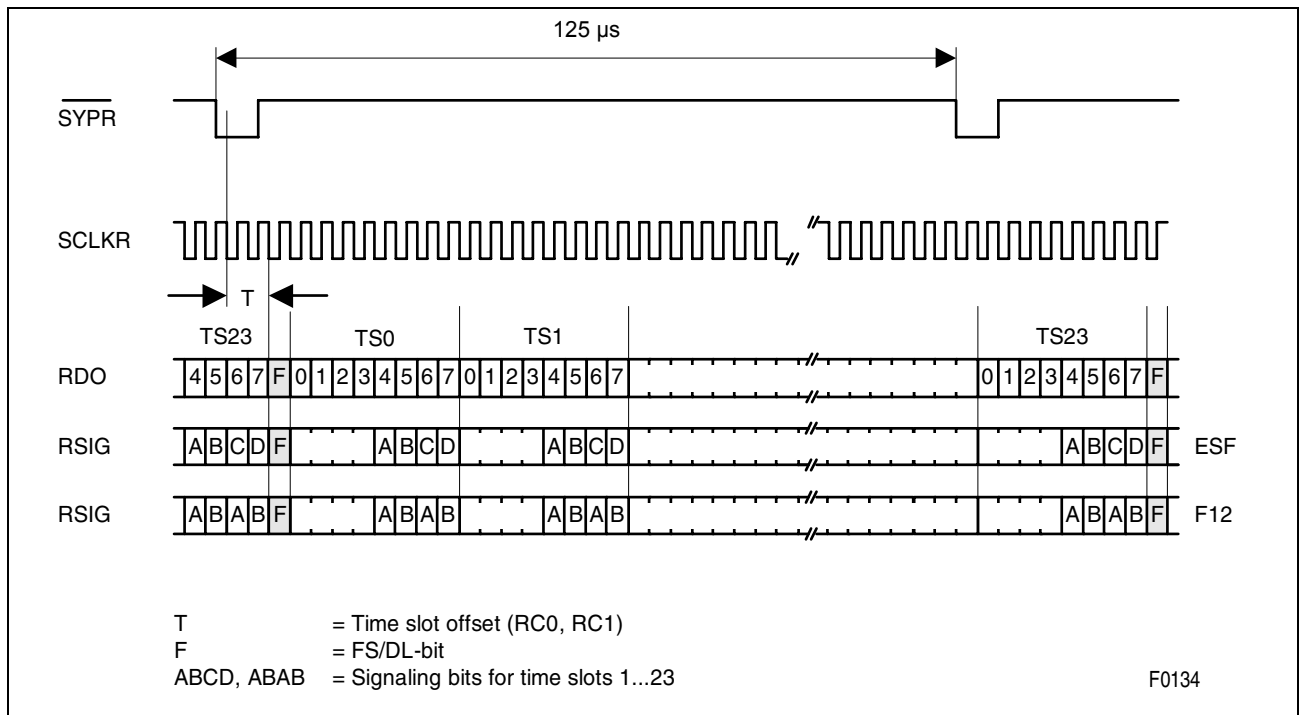 125 µs
SYPR
SCLKR
T
TS23 TS0 TS1 TS23
RDO 4 5 6 7 F 0 1 2 3 4 5 6 7 0 1 2 3 4 5 6 7 0 1 2 3 4 5 6 7 F
RSIG A B C D F A B C D A B C D A B C D F ESF
RSIG A B A B F A B A B A B A B A B A B F F12
T = Time slot offset (RC0, RC1)
F = FS/DL-bit
ABCD, ABAB = Signaling bits for time slots 1...23
F0134